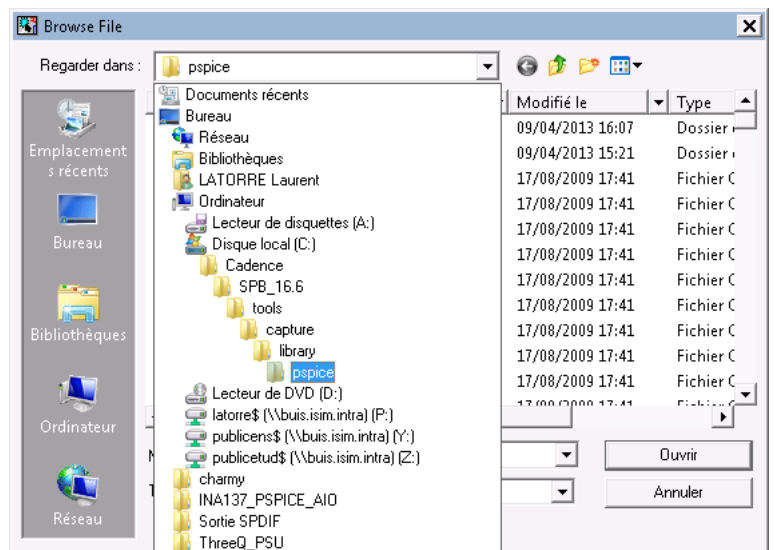 Browse File
Regarder dans :
pspice
Documents récents
Bureau
Réseau
Bibliothèques
LATORRE Laurent
Ordinateur
Lecteur de disquettes (A:)
Disque local (C:)
Cadence
SPB_16.6
tools
capture
library
pspice
Lecteur de DVD (D:)
latorre$ (\\buis.isim.intra) (P:)
publicens$ (\\buis.isim.intra) (Y:)
publicetud$ (\\buis.isim.intra) (Z:)
charmy
INA137_PSPICE_AIO
Sortie SPDIF
ThreeQ_PSU
Emplacement
s récents
Bureau
Bibliothèques
Ordinateur
Réseau
Modifié le Type
09/04/2013 16:07 Dossier
09/04/2013 15:21 Dossier
17/08/2009 17:41 Fichier C
17/08/2009 17:41 Fichier C
17/08/2009 17:41 Fichier C
17/08/2009 17:41 Fichier C
17/08/2009 17:41 Fichier C
17/08/2009 17:41 Fichier C
17/08/2009 17:41 Fichier C
17/08/2009 17:41 Fichier C
17/08/2009 17:41 Fichier C
Ouvrir
Annuler